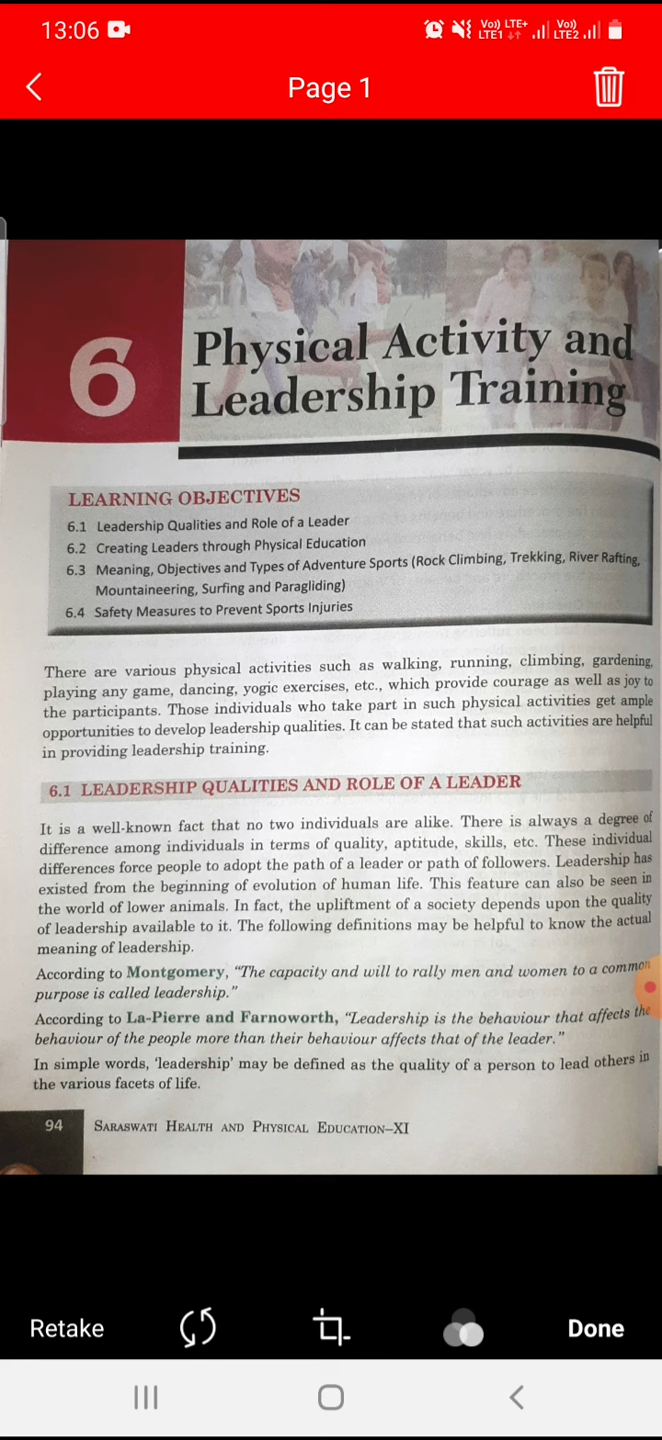 13:06
Vo)) LTE+
LTE1
Vo))
LTE2
Page 1
6
Physical Activity and
Leadership Training
LEARNING OBJECTIVES
6.1 Leadership Qualities and Role of a Leader
6.2 Creating Leaders through Physical Education
6.3 Meaning, Objectives and Types of Adventure Sports (Rock Climbing, Trekking, River Rafting,
Mountaineering, Surfing and Paragliding)
6.4 Safety Measures to Prevent Sports Injuries
There are various physical activities such as walking, running, climbing, gardening,
playing any game, dancing, yogic exercises, etc., which provide courage as well as joy to
the participants. Those individuals who take part in such physical activities get ample
opportunities to develop leadership qualities. It can be stated that such activities are helpful
in providing leadership training.
6.1 LEADERSHIP QUALITIES AND ROLE OF A LEADER
It is a well-known fact that no two individuals are alike. There is always a degree of
difference among individuals in terms of quality, aptitude, skills, etc. These individual
differences force people to adopt the path of a leader or path of followers. Leadership has
existed from the beginning of evolution of human life. This feature can also be seen in
the world of lower animals. In fact, the upliftment of a society depends upon the quality
of leadership available to it. The following definitions may be helpful to know the actual
meaning of leadership.
According to Montgomery, “The capacity and will to rally men and women to a common
purpose is called leadership.”
According to La-Pierre and Farnoworth, “Leadership is the behaviour that affects the
behaviour of the people more than their behaviour affects that of the leader.”
In simple words, ‘leadership’ may be defined as the quality of a person to lead others in
the various facets of life.
94 SARASWATI HEALTH AND PHYSICAL EDUCATION–XI
Retake
Done